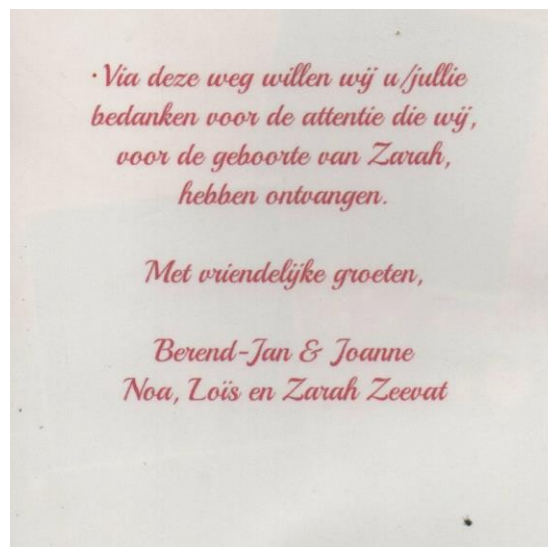 Via deze weg willen wij u/jullie
bedanken voor de attentie die wij,
voor de geboorte van Zarah,
hebben ontvangen.
Met vriendelijke groeten,
Berend-Jan & Joanne
Noa, Loïs en Zarah Zeevat